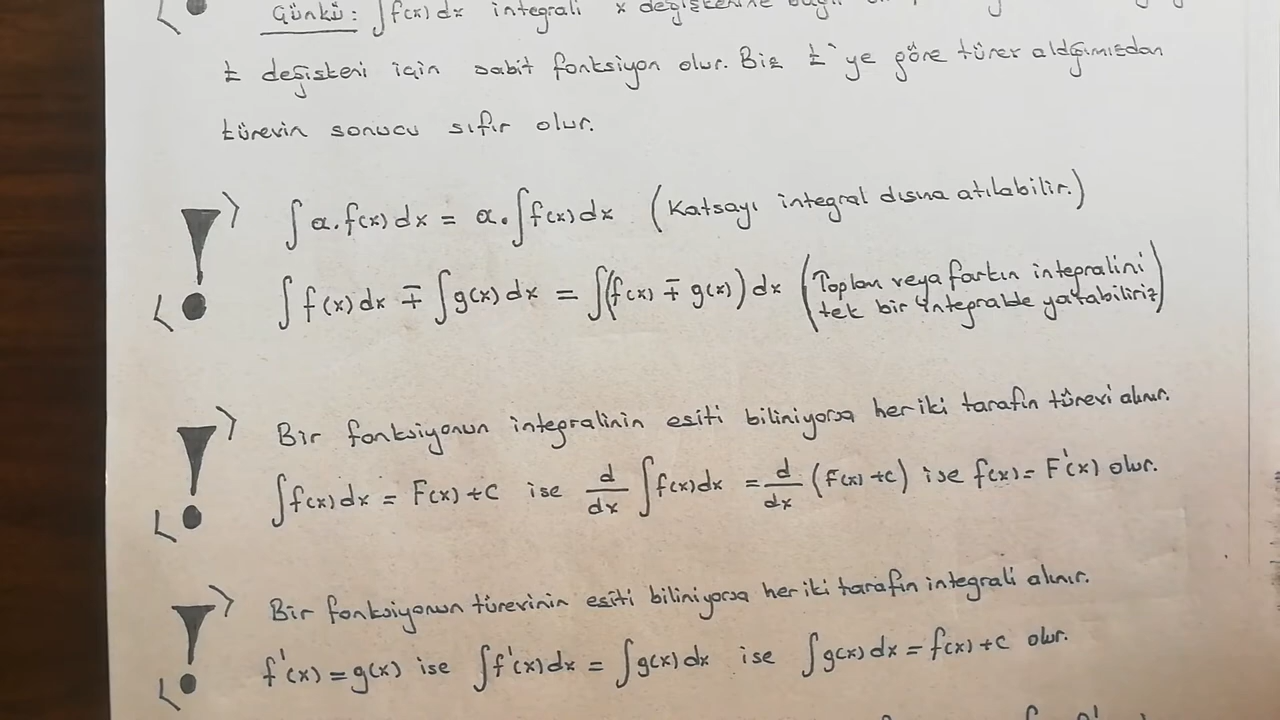 Çünkü: ∫f(x) dx integrali x değişkenine
t değişkeni için sabit fonksiyon olur. Biz t'ye göre türev aldığımızdan
türevin sonucu sıfır olur.
! ∫ a.f(x) dx = a.∫f(x) dx (Katsayı integral dışına atılabilir.)
! ∫ f(x) dx ∓ ∫g(x) dx = ∫(f(x) ∓ g(x)) dx (Toplam veya farkın integralini
tek bir integralde yazabiliriz)
! Bir fonksiyonun integralinin eşiti biliniyorsa her iki tarafın türevi alınır.
∫f(x) dx = F(x) + c ise d/dx ∫f(x) dx = d/dx (F(x) + c) ise f(x) = F'(x) olur.
! Bir fonksiyonun türevinin eşiti biliniyorsa her iki tarafın integrali alınır.
f'(x) = g(x) ise ∫f'(x) dx = ∫g(x) dx ise ∫g(x) dx = f(x) + c olur.